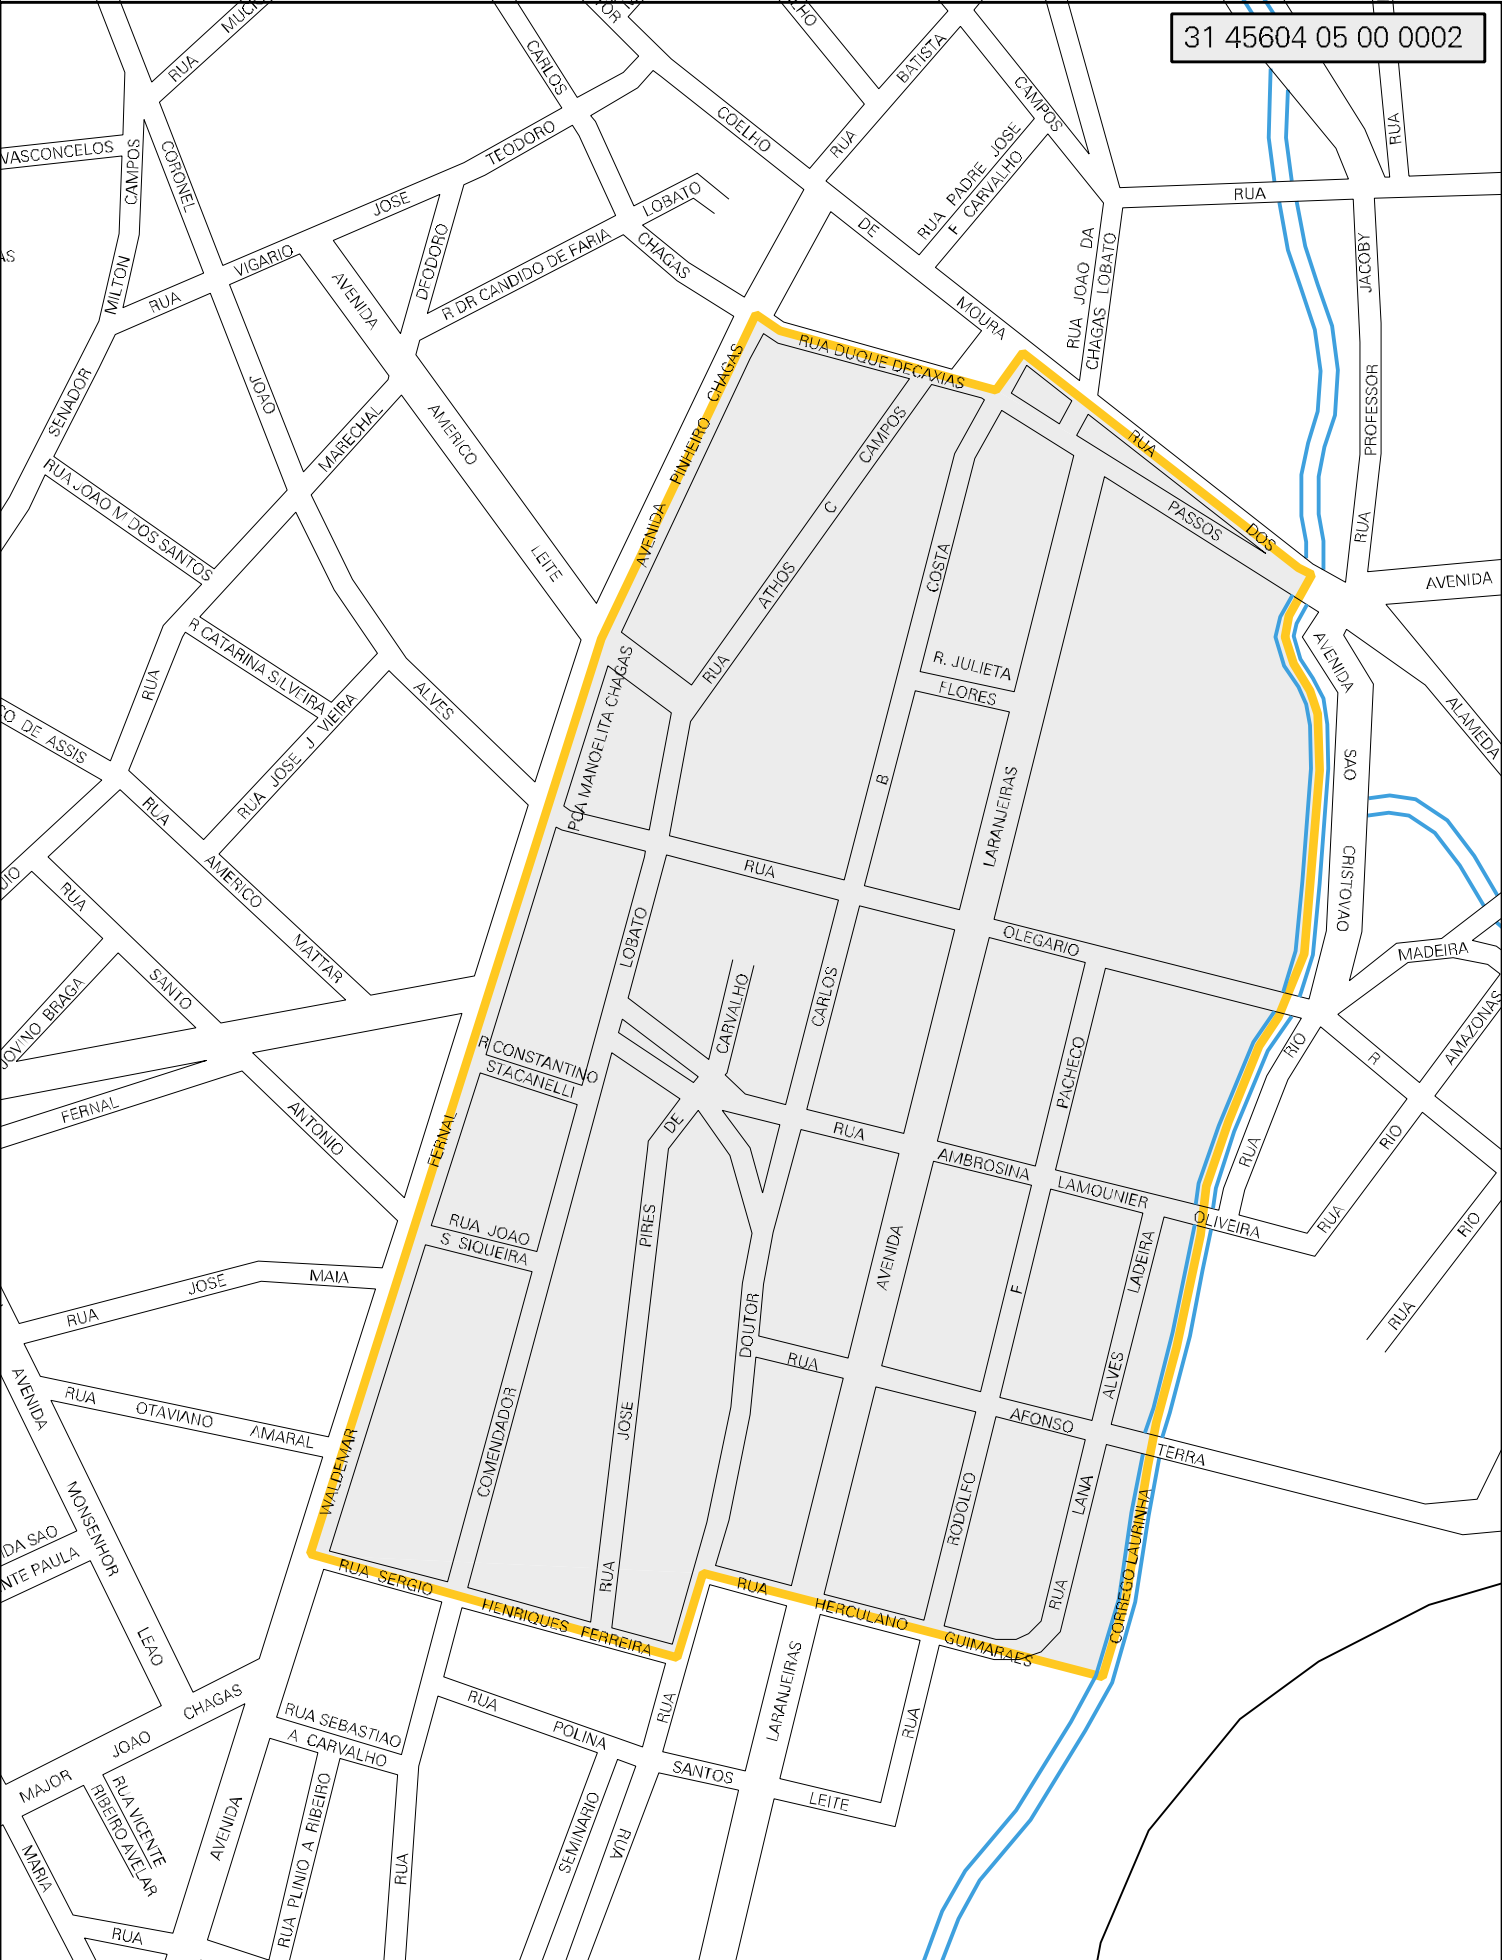 31 45604 05 00 0002
RUA
CARLOS
BATISTA
COELHO
CAMPOS
RUA
RUA
VASCONCELOS
CAMPOS
CORONEL
TEODORO
RUA PADRE JOSE
F CARVALHO
JOSE
LOBATO
RUA
VIGARIO
DEODORO
R DR CANDIDO DE FARIA
CHAGAS
DE
RUA JOAO DA
CHAGAS LOBATO
JACOBY
MILTON
RUA
AVENIDA
MOURA
RUA DUQUE DECAXIAS
SENADOR
JOAO
MARECHAL
AMERICO
AVENIDA PINHEIRO CHAGAS
CAMPOS
RUA
PROFESSOR
RUA JOAO M DOS SANTOS
LEITE
C
ATHOS
COSTA
PASSOS
DOS
RUA
AVENIDA
R CATARINA SILVEIRA
RUA
RUA JOSE J VIEIRA
ALVES
RUA
R. JULIETA
FLORES
AVENIDA
SAO
CRISTOVAO
ALAMEDA
DE ASSIS
RUA
AMERICO
MATTAR
PCA MANOELITA CHAGAS
B
LARANJEIRAS
RUA
OLEGARIO
RUA
SANTO
JOVINO BRAGA
LOBATO
CARVALHO
CARLOS
MADEIRA
AMAZONAS
R CONSTANTINO
STACANELLI
PACHECO
RIO
R
FERNAL
ANTONIO
FERNAL
DE
RUA
AMBROSINA
LAMOUNIER
OLIVEIRA
RUA
RIO
RUA
RUA JOAO
S SIQUEIRA
PIRES
AVENIDA
F
LADEIRA
RIO
RUA
RUA
JOSE
MAIA
DOUTOR
RUA
ALVES
AVENIDA
RUA
OTAVIANO
AMARAL
WALDEMAR
COMENDADOR
JOSE
AFONSO
TERRA
MONSENHOR
RODOLFO
LANA
CORREGO LAURINHA
RUA SERGIO
HENRIQUES FERREIRA
RUA
RUA
HERCULANO
GUIMARAES
RUA
LEAO
CHAGAS
JOAO
MAJOR
RUA SEBASTIAO
A CARVALHO
RUA
POLINA
RUA
LARANJEIRAS
RUA
SANTOS
LEITE
RUA VICENTE
RIBEIRO AVELAR
AVENIDA
RUA PLINIO A RIBEIRO
RUA
SEMINARIO
RUA
MARIA
RUA